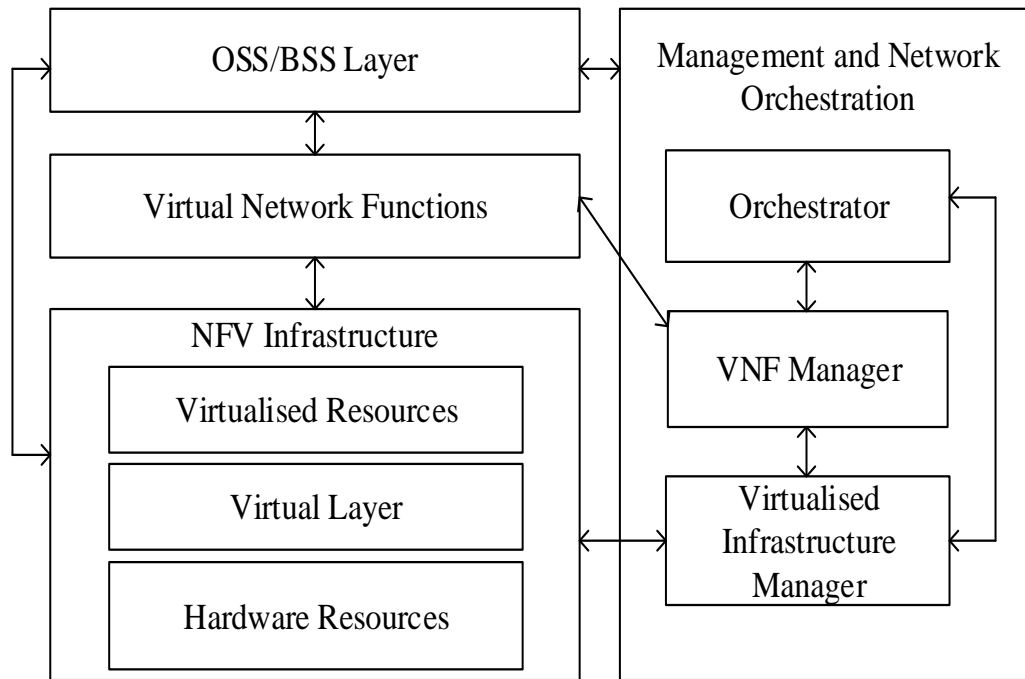 OSS/BSS Layer
Virtual Network Functions
NFV Infrastructure
Virtualised Resources
Virtual Layer
Hardware Resources
Management and Network
Orchestration
Orchestrator
VNF Manager
Virtualised
Infrastructure
Manager